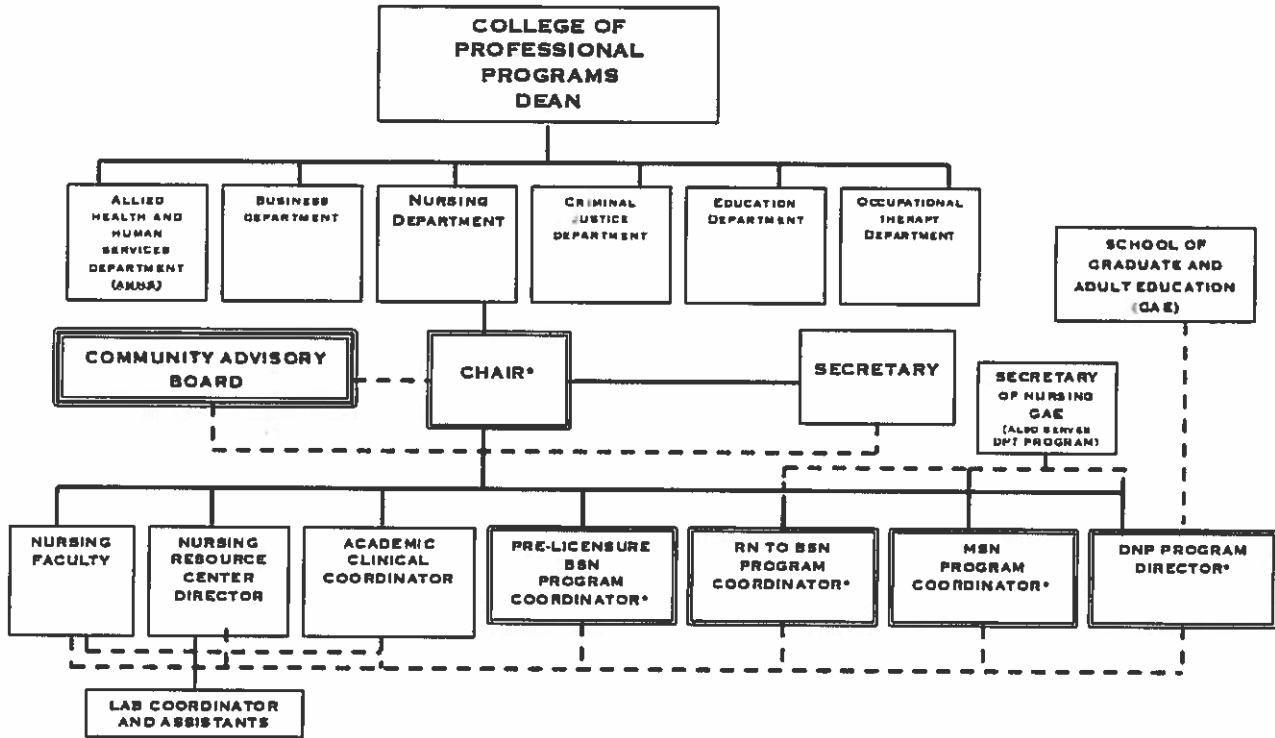 COLLEGE OF
PROFESSIONAL
PROGRAMS
DEAN
ALLIED
HEALTH AND
HUMAN
SERVICES
DEPARTMENT
BUSINESS
DEPARTMENT
NURSING
DEPARTMENT
CRIMINAL
JUSTICE
DEPARTMENT
EDUCATION
DEPARTMENT
OCCUPATIONAL
THERAPY
DEPARTMENT
SCHOOL OF
GRADUATE AND
ADULT EDUCATION
(GAE)
COMMUNITY ADVISORY
BOARD
CHAIR*
SECRETARY
SECRETARY
OF NURSING
GAE
(ALSO SERVES
DPT PROGRAM)
NURSING
FACULTY
NURSING
RESOURCE
CENTER
DIRECTOR
ACADEMIC
CLINICAL
COORDINATOR
PRE-LICENSURE
BSN
PROGRAM
COORDINATOR*
RN TO BSN
PROGRAM
COORDINATOR*
MSN
PROGRAM
COORDINATOR*
DNP PROGRAM
DIRECTOR*
LAB COORDINATOR
AND ASSISTANTS